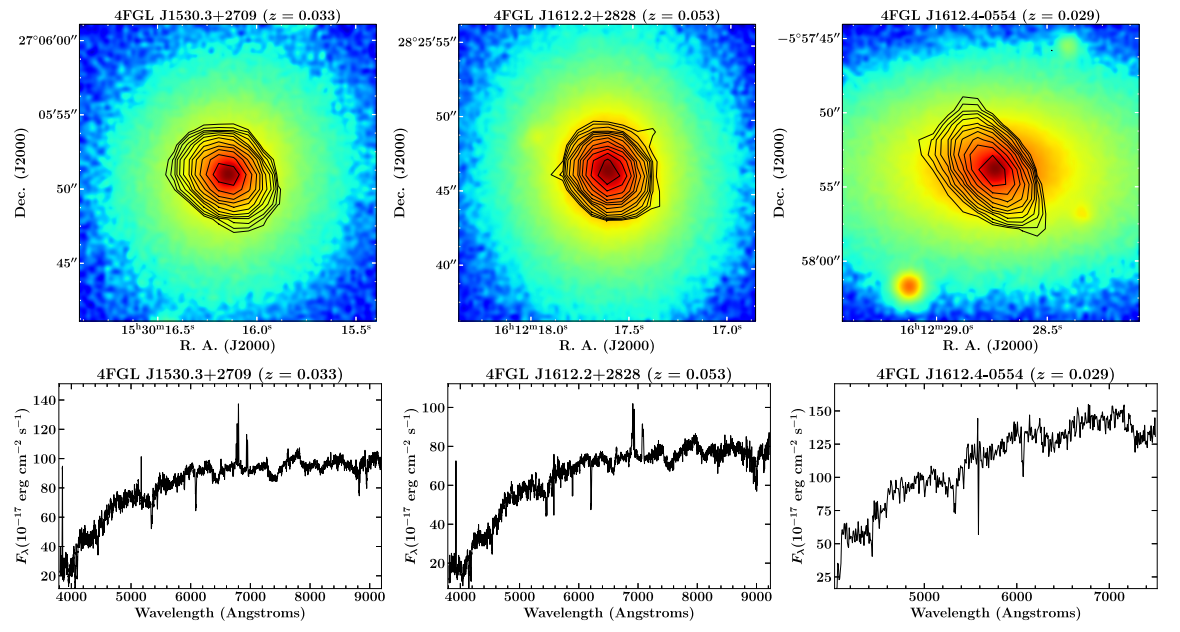 4FGL J1530.3+2709 (z = 0.033)
27°06′00″
05′55″
50″
45″
Dec. (J2000)
15ʰ30ᵐ16.5ˢ
16.0ˢ
15.5ˢ
R. A. (J2000)
4FGL J1612.2+2828 (z = 0.053)
28°25′55″
50″
45″
40″
Dec. (J2000)
16ʰ12ᵐ18.0ˢ
17.5ˢ
17.0ˢ
R. A. (J2000)
4FGL J1612.4-0554 (z = 0.029)
−5°57′45″
50″
55″
58′00″
Dec. (J2000)
16ʰ12ᵐ29.0ˢ
28.5ˢ
R. A. (J2000)
4FGL J1530.3+2709 (z = 0.033)
140
120
100
80
60
40
20
F_λ(10⁻¹⁷ erg cm⁻² s⁻¹)
4000 5000 6000 7000 8000 9000
Wavelength (Angstroms)
4FGL J1612.2+2828 (z = 0.053)
100
80
60
40
20
F_λ(10⁻¹⁷ erg cm⁻² s⁻¹)
4000 5000 6000 7000 8000 9000
Wavelength (Angstroms)
4FGL J1612.4-0554 (z = 0.029)
150
125
100
75
50
25
F_λ(10⁻¹⁷ erg cm⁻² s⁻¹)
5000 6000 7000
Wavelength (Angstroms)